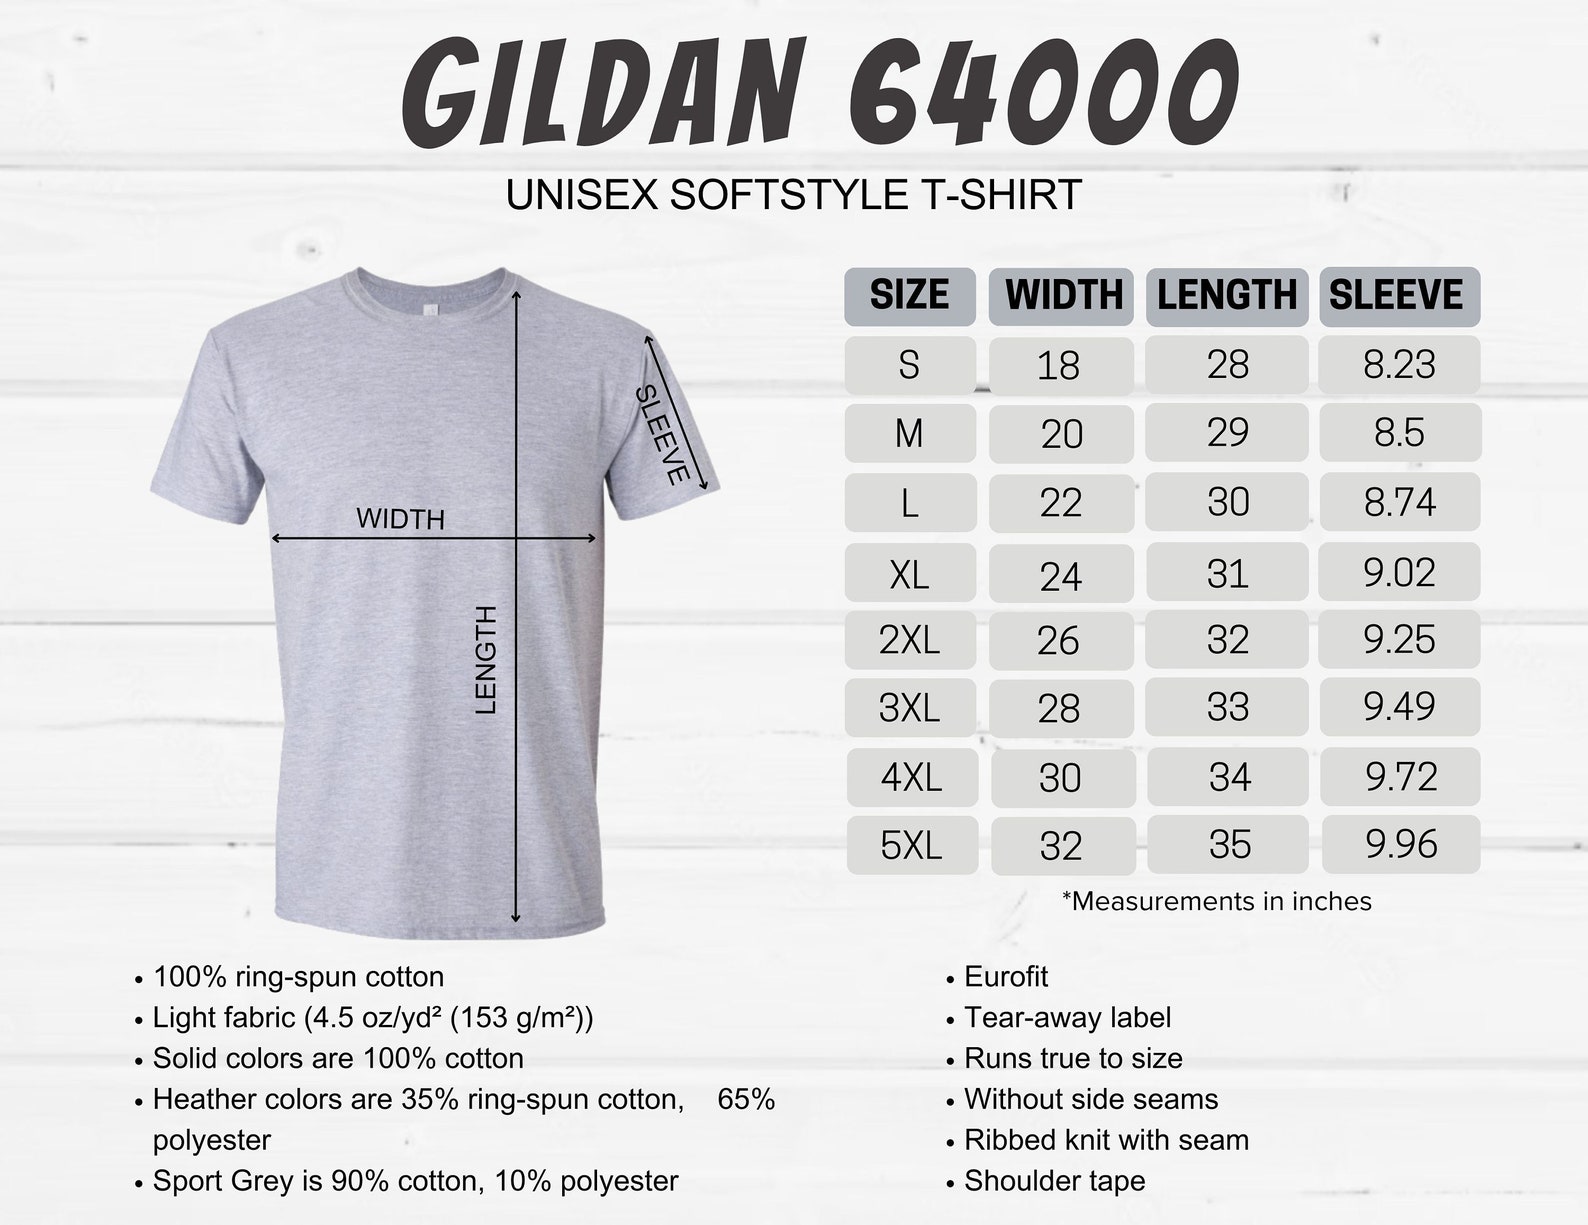 GILDAN 64000
UNISEX SOFTSTYLE T-SHIRT
SLEEVE
WIDTH
LENGTH
SIZE WIDTH LENGTH SLEEVE
S 18 28 8.23
M 20 29 8.5
L 22 30 8.74
XL 24 31 9.02
2XL 26 32 9.25
3XL 28 33 9.49
4XL 30 34 9.72
5XL 32 35 9.96
*Measurements in inches
• 100% ring-spun cotton
• Light fabric (4.5 oz/yd² (153 g/m²))
• Solid colors are 100% cotton
• Heather colors are 35% ring-spun cotton, 65%
polyester
• Sport Grey is 90% cotton, 10% polyester
• Eurofit
• Tear-away label
• Runs true to size
• Without side seams
• Ribbed knit with seam
• Shoulder tape